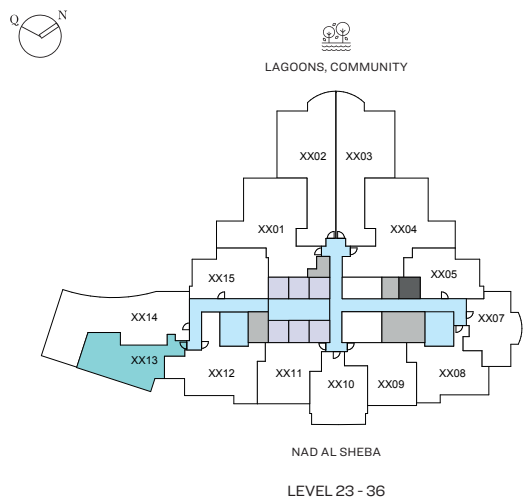 Q N
LAGOONS, COMMUNITY
XX02 XX03
XX01 XX04
XX15 XX05
XX14 XX07
XX13 XX12 XX11 XX10 XX09 XX08
NAD AL SHEBA
LEVEL 23 - 36